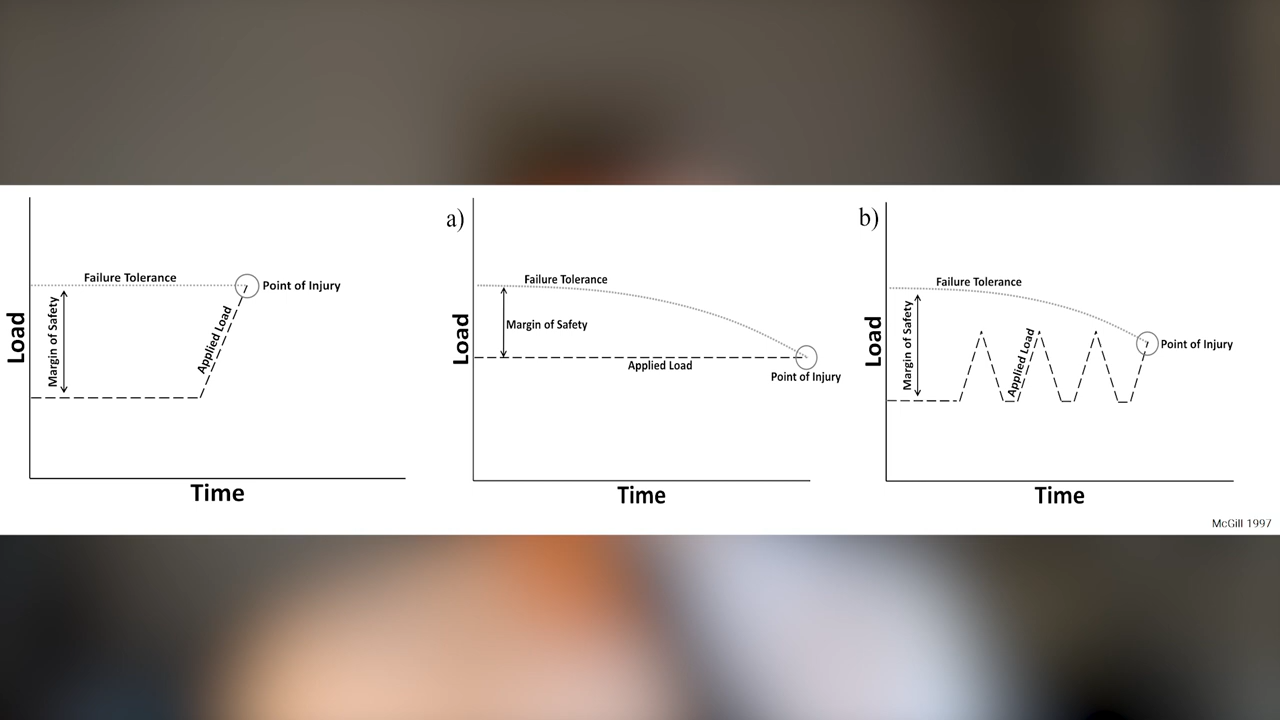 Failure Tolerance
Point of Injury
Margin of Safety
Applied Load
Load
Time
a)
Failure Tolerance
Margin of Safety
Applied Load
Point of Injury
Load
Time
b)
Failure Tolerance
Margin of Safety
Applied Load
Point of Injury
Load
Time
McGill 1997